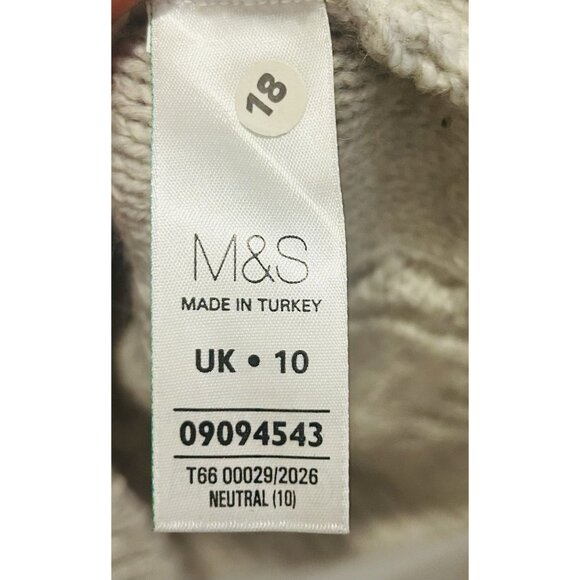 18
M&S
MADE IN TURKEY
UK • 10
09094543
T66 00029/2026
NEUTRAL (10)